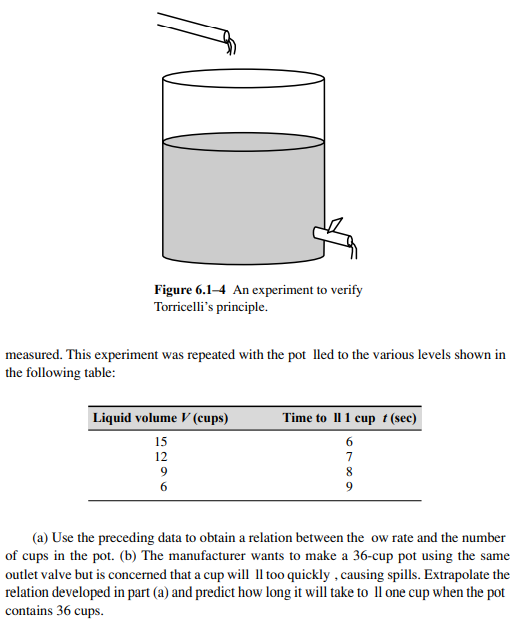 Figure 6.1–4 An experiment to verify
Torricelli's principle.
measured. This experiment was repeated with the pot lled to the various levels shown in
the following table:
Liquid volume V (cups) Time to ll 1 cup t (sec)
15 6
12 7
9 8
6 9
(a) Use the preceding data to obtain a relation between the ow rate and the number
of cups in the pot. (b) The manufacturer wants to make a 36-cup pot using the same
outlet valve but is concerned that a cup will ll too quickly , causing spills. Extrapolate the
relation developed in part (a) and predict how long it will take to ll one cup when the pot
contains 36 cups.